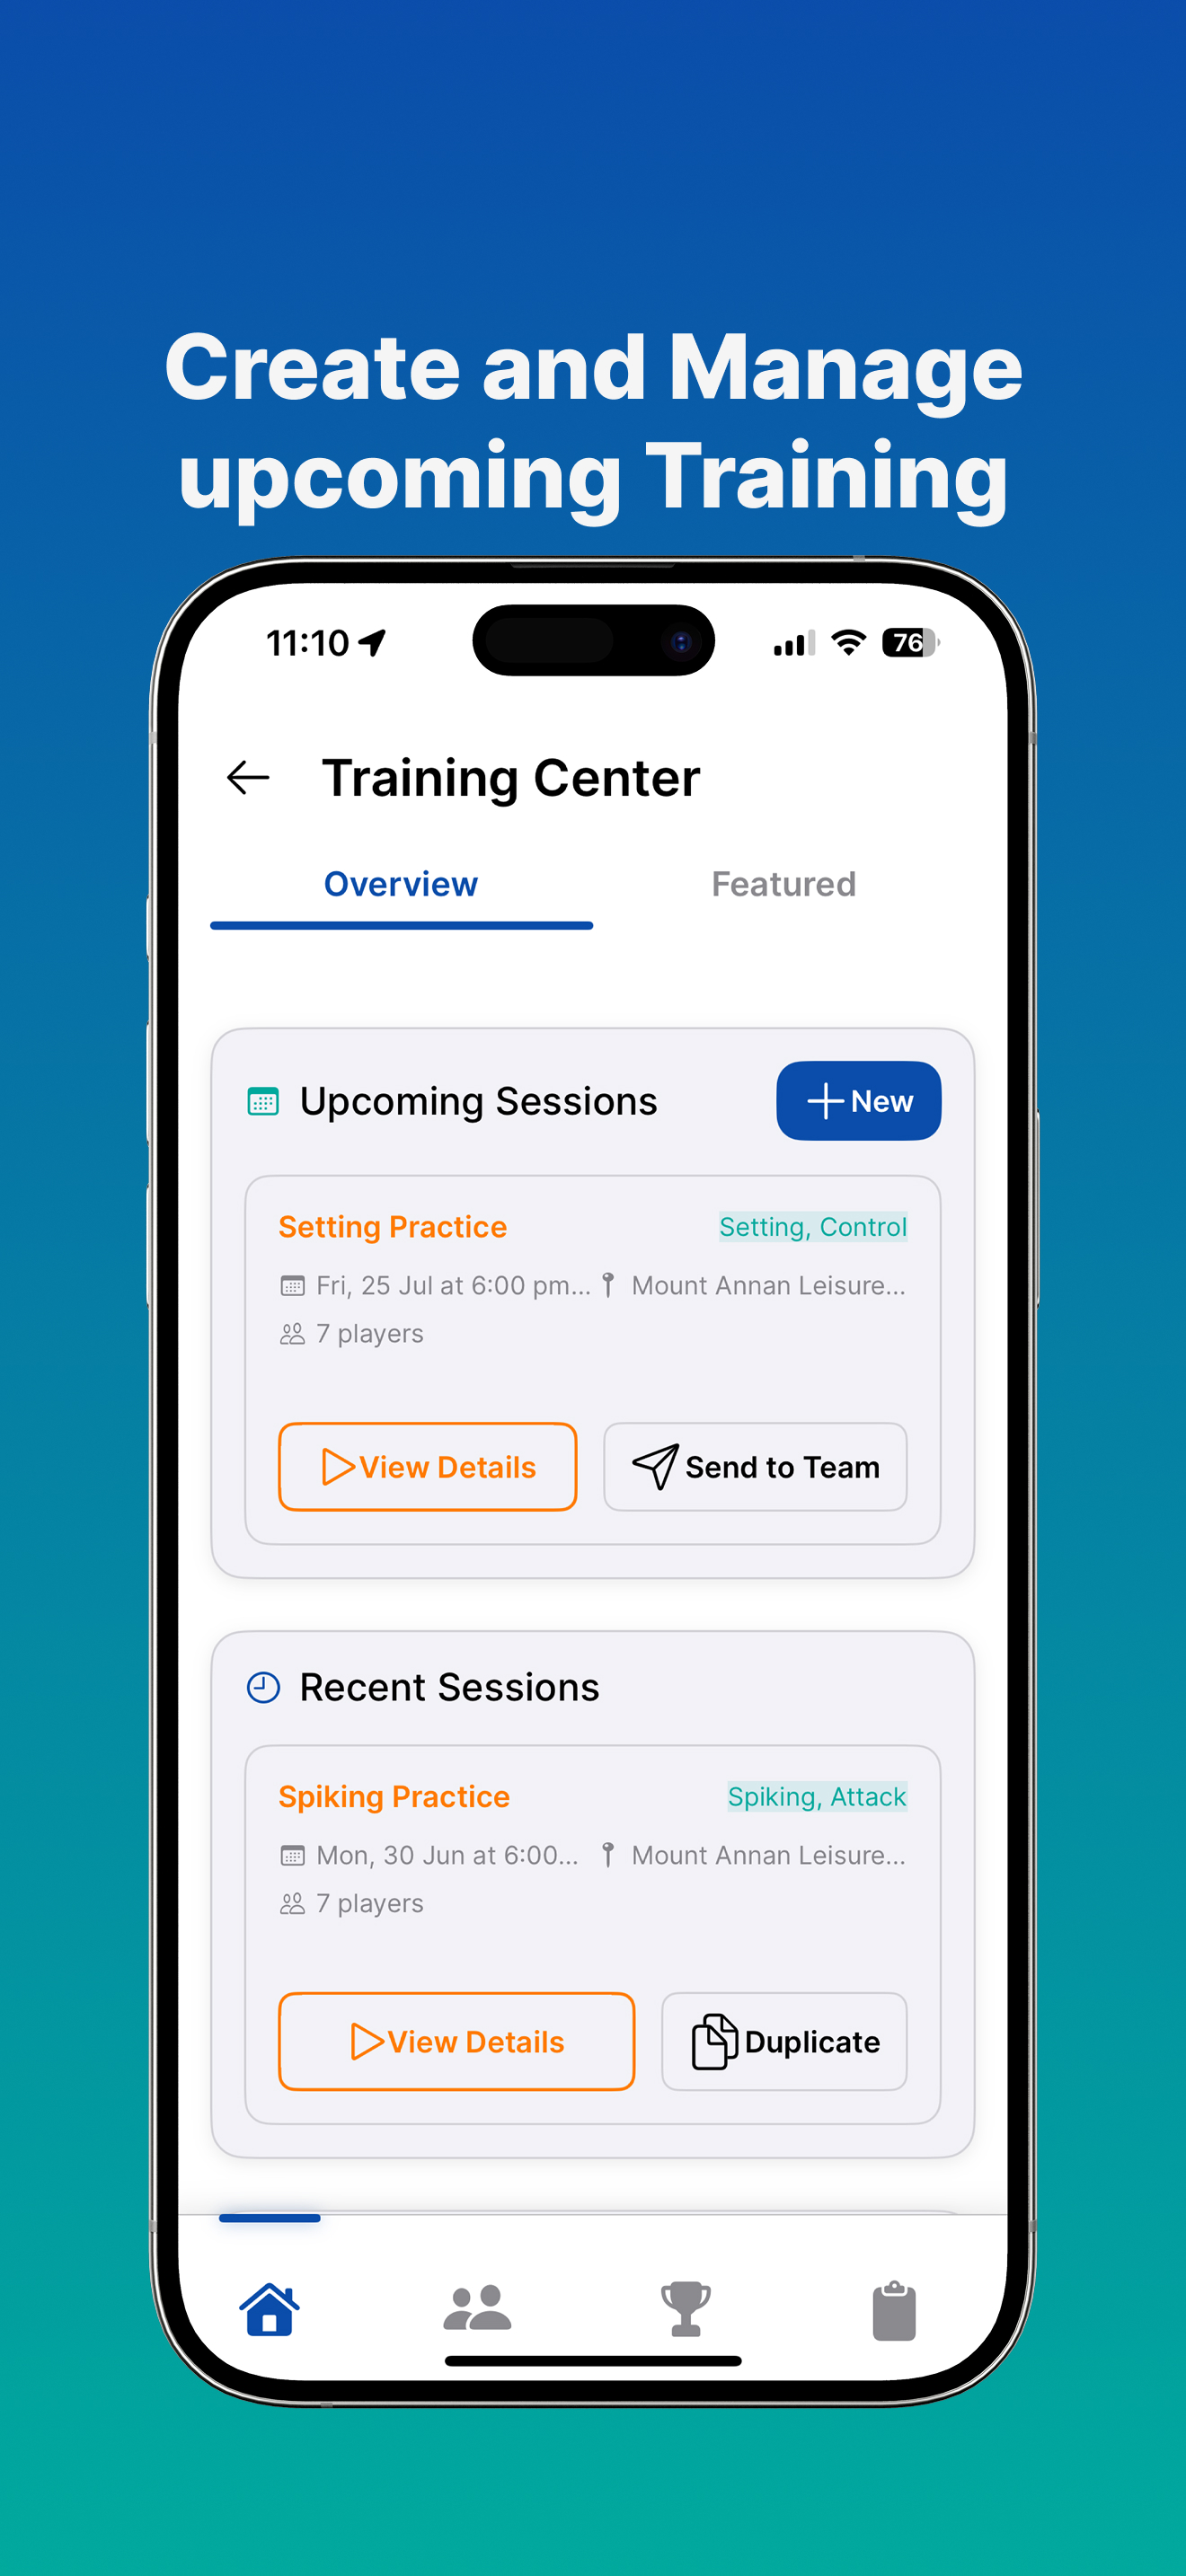 Create and Manage
upcoming Training
11:10
76
Training Center
Overview
Featured
Upcoming Sessions
New
Setting Practice
Setting, Control
Fri, 25 Jul at 6:00 pm...
Mount Annan Leisure...
7 players
View Details
Send to Team
Recent Sessions
Spiking Practice
Spiking, Attack
Mon, 30 Jun at 6:00...
Mount Annan Leisure...
7 players
View Details
Duplicate